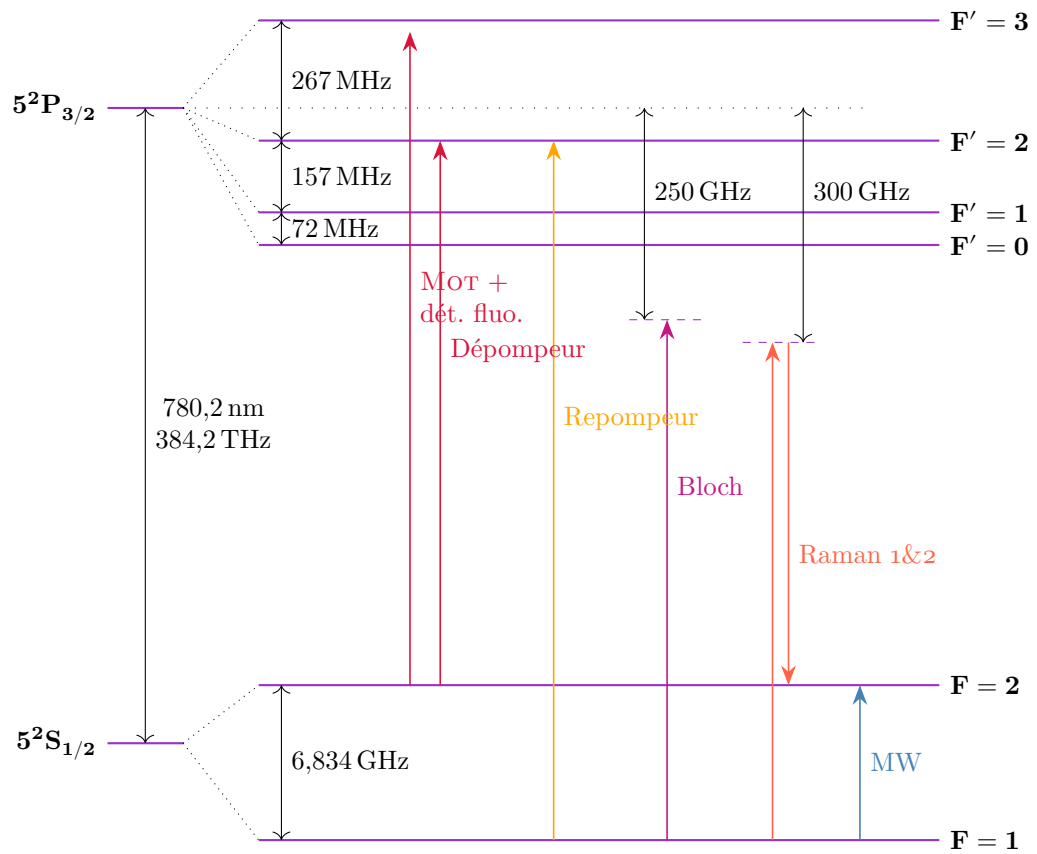 F′ = 3
267 MHz
5²P₃/₂
F′ = 2
157 MHz
250 GHz
300 GHz
F′ = 1
72 MHz
F′ = 0
Mot +
dét. fluo.
Dépompeur
780,2 nm
384,2 THz
Repompeur
Bloch
Raman 1&2
F = 2
5²S₁/₂
6,834 GHz
MW
F = 1